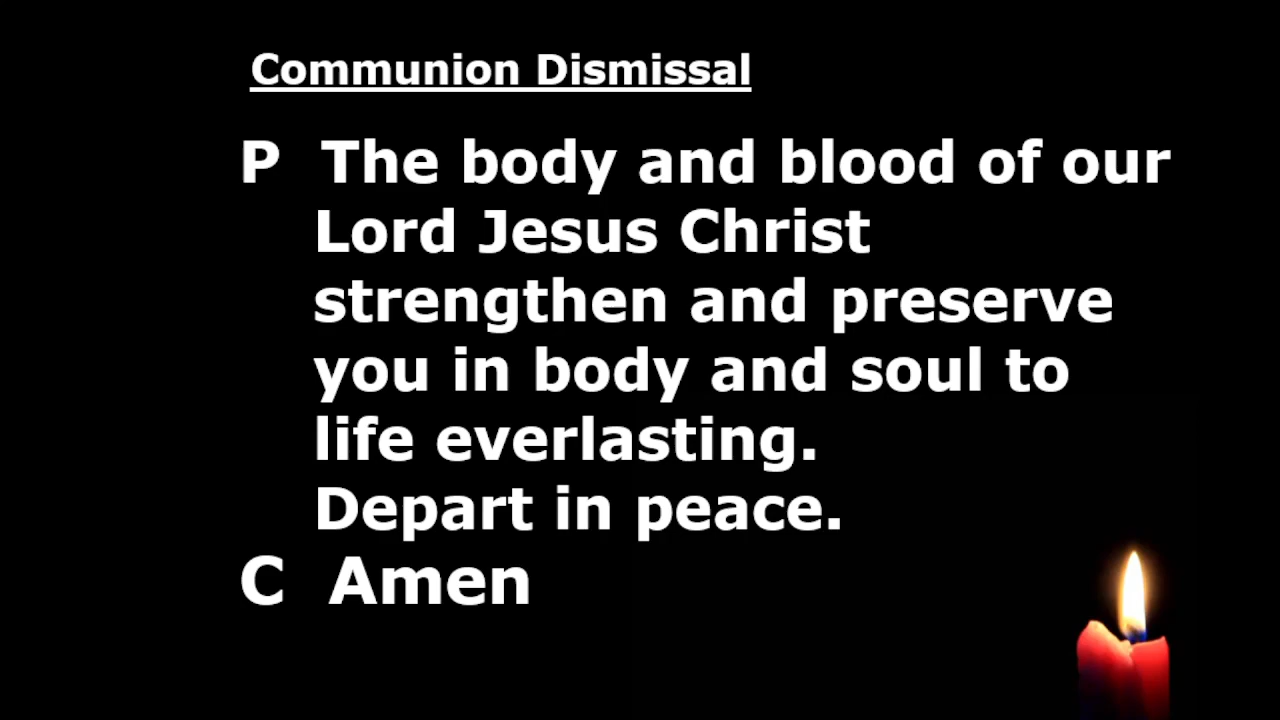 Communion Dismissal
P The body and blood of our
Lord Jesus Christ
strengthen and preserve
you in body and soul to
life everlasting.
Depart in peace.
C Amen